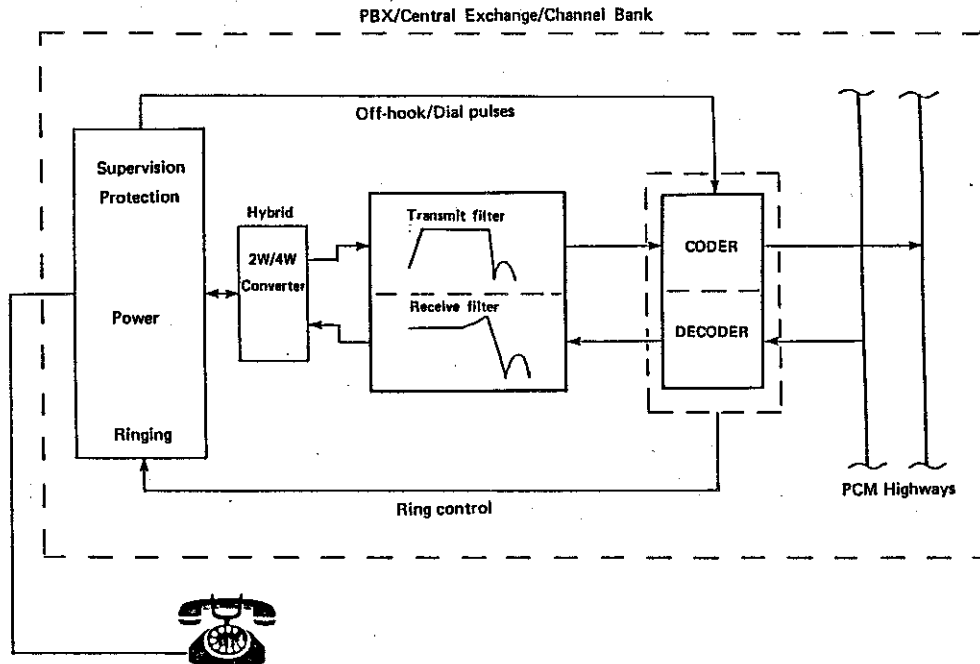 PBX/Central Exchange/Channel Bank
Off-hook/Dial pulses
Supervision
Protection
Power
Ringing
Hybrid
2W/4W
Converter
Transmit filter
Receive filter
CODER
DECODER
PCM Highways
Ring control